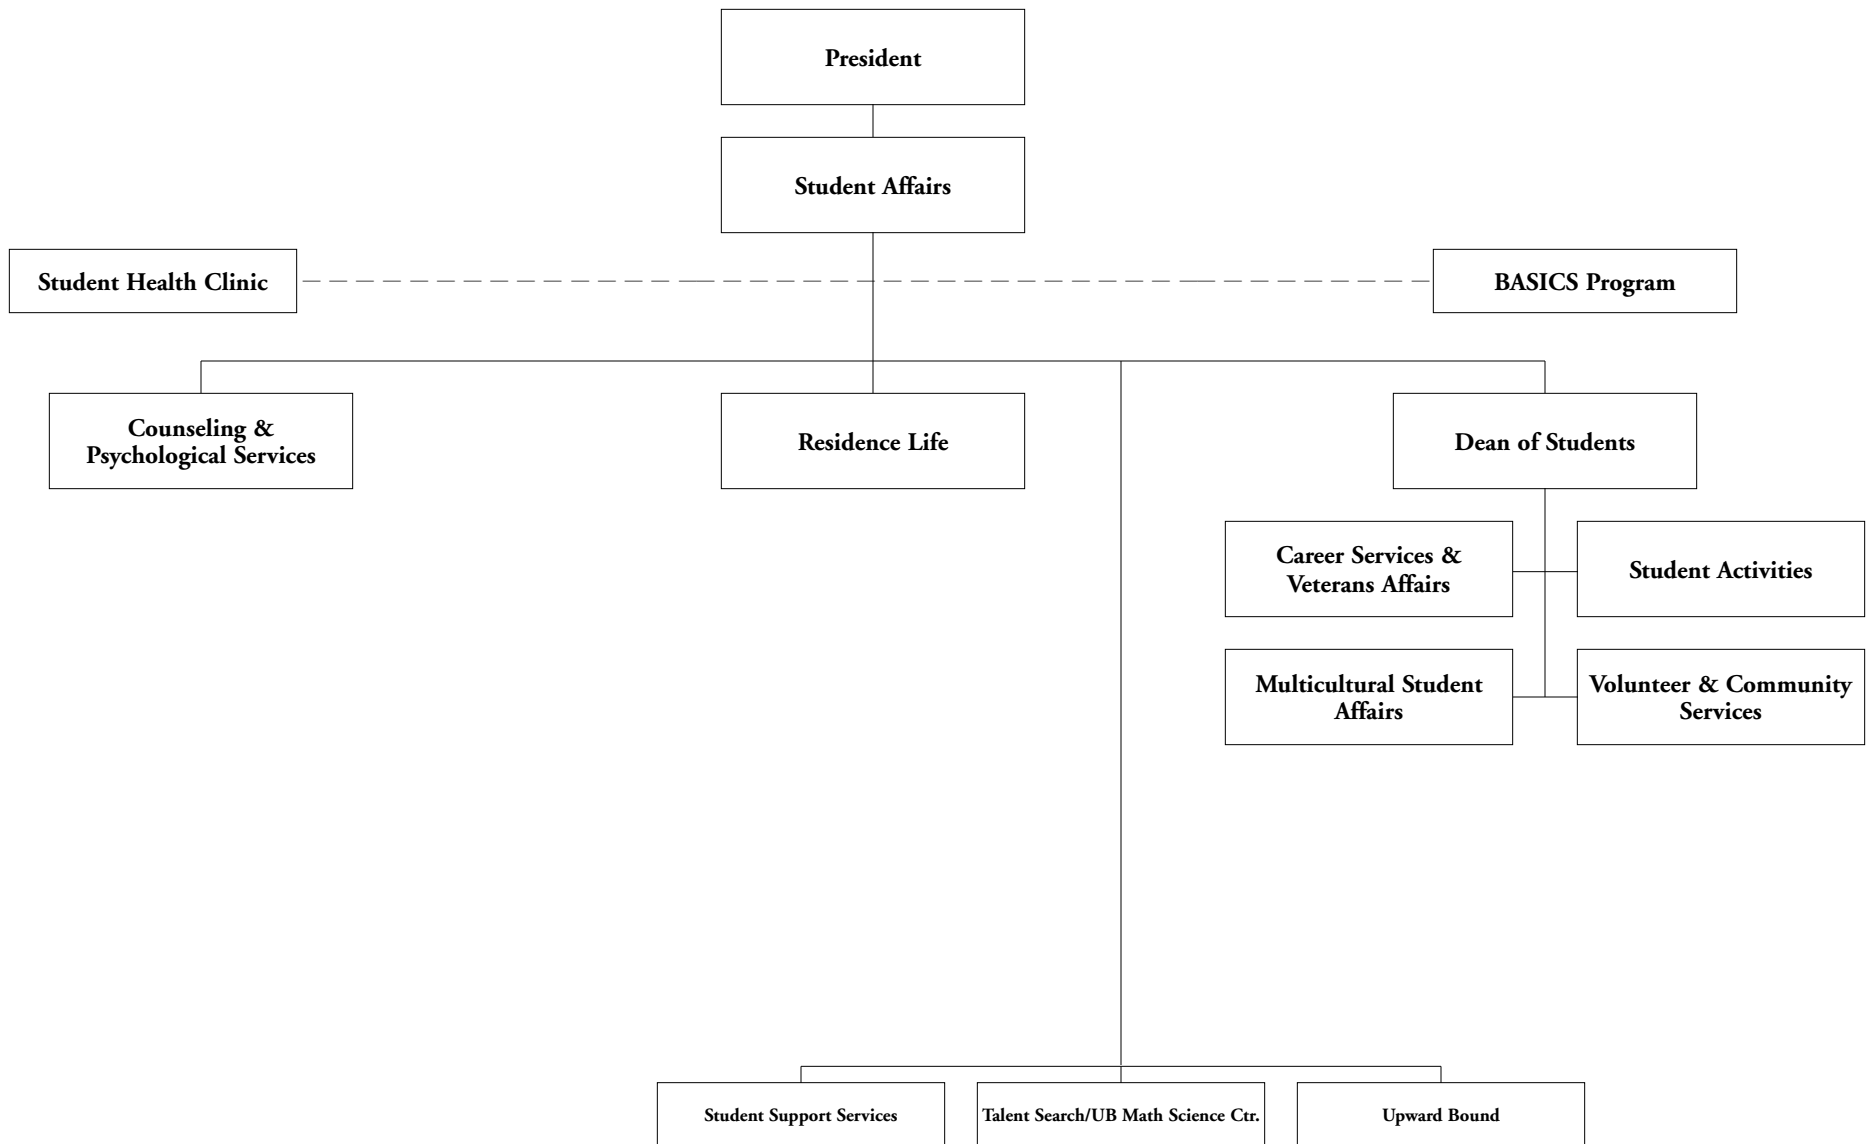 President
Student Affairs
Student Health Clinic
BASICS Program
Counseling &
Psychological Services
Residence Life
Dean of Students
Career Services &
Veterans Affairs
Student Activities
Multicultural Student
Affairs
Volunteer & Community
Services
Student Support Services
Talent Search/UB Math Science Ctr.
Upward Bound